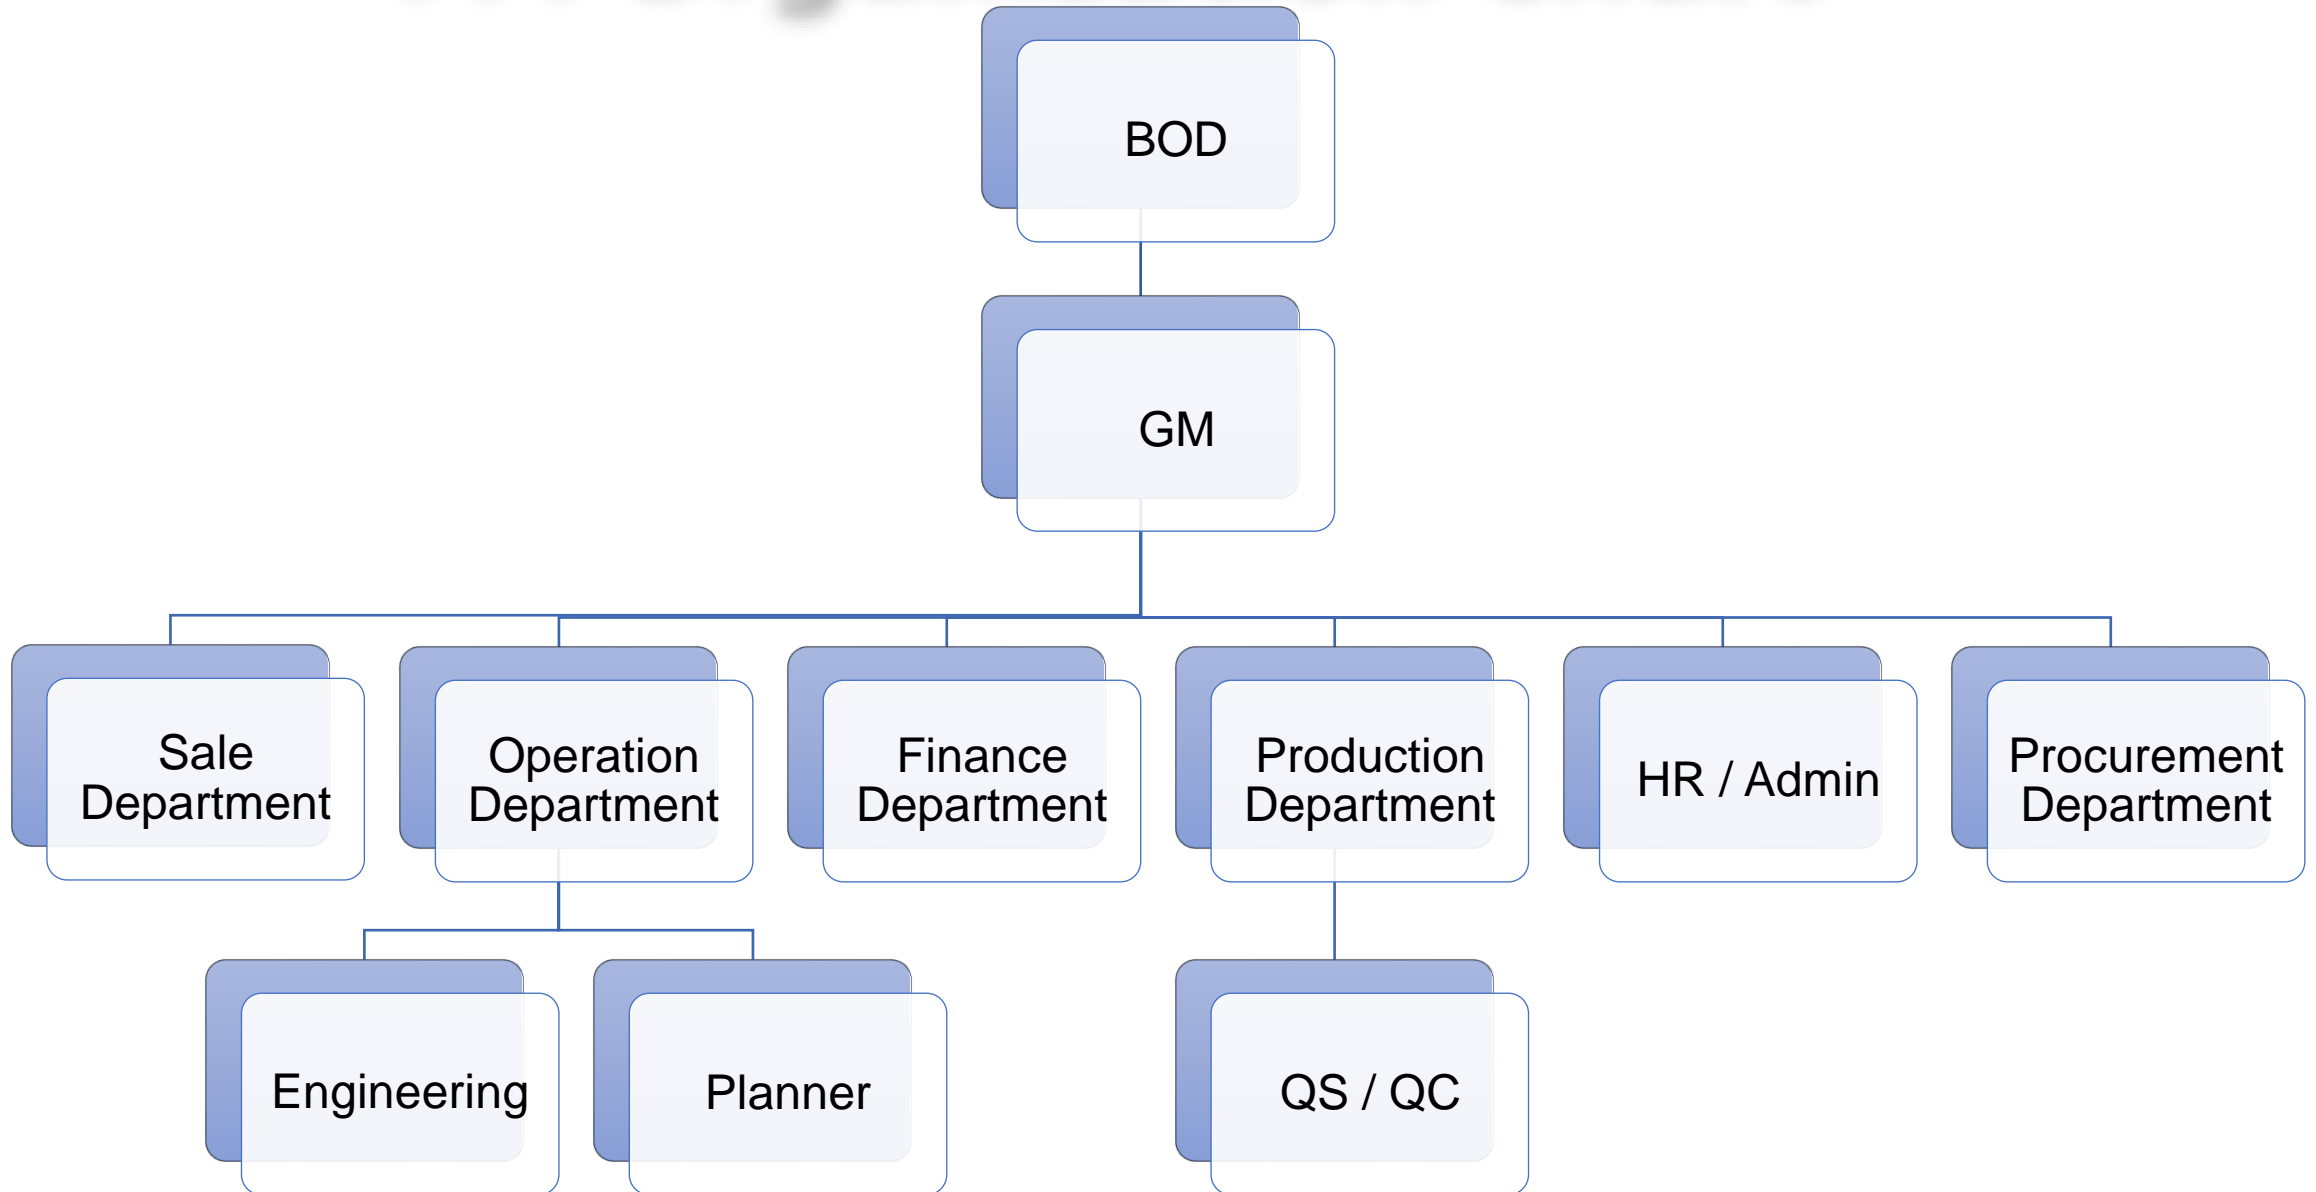 BOD
GM
Sale
Department
Operation
Department
Finance
Department
Production
Department
HR / Admin
Procurement
Department
Engineering
Planner
QS / QC